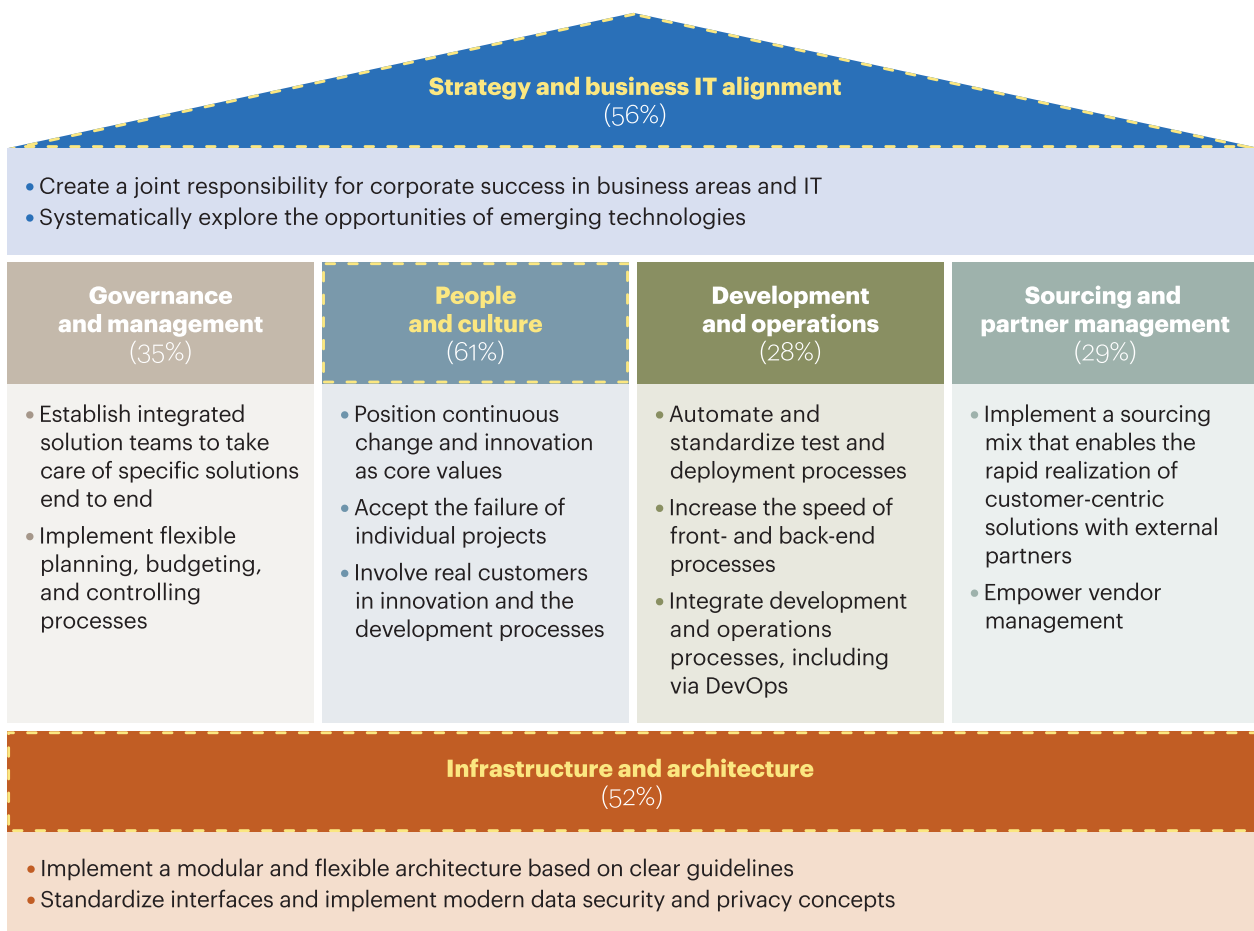 Strategy and business IT alignment
(56%)
• Create a joint responsibility for corporate success in business areas and IT
• Systematically explore the opportunities of emerging technologies
Governance
and management
(35%)
• Establish integrated
solution teams to take
care of specific solutions
end to end
• Implement flexible
planning, budgeting,
and controlling
processes
People
and culture
(61%)
• Position continuous
change and innovation
as core values
• Accept the failure of
individual projects
• Involve real customers
in innovation and the
development processes
Development
and operations
(28%)
• Automate and
standardize test and
deployment processes
• Increase the speed of
front- and back-end
processes
• Integrate development
and operations
processes, including
via DevOps
Sourcing and
partner management
(29%)
• Implement a sourcing
mix that enables the
rapid realization of
customer-centric
solutions with external
partners
• Empower vendor
management
Infrastructure and architecture
(52%)
• Implement a modular and flexible architecture based on clear guidelines
• Standardize interfaces and implement modern data security and privacy concepts